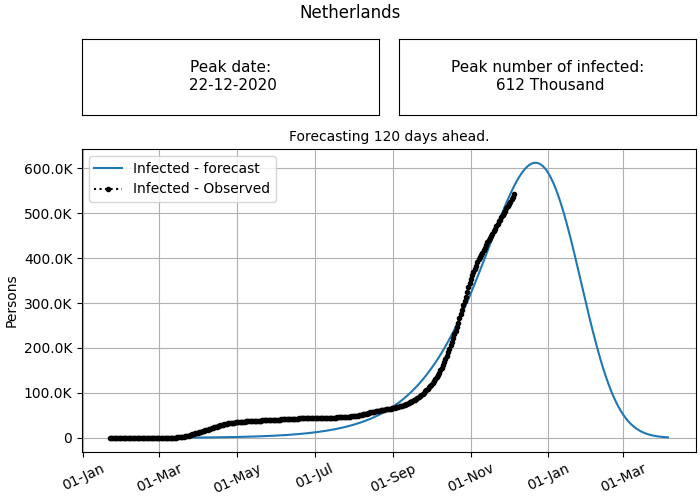 Netherlands
Peak date:
22-12-2020
Peak number of infected:
612 Thousand
Forecasting 120 days ahead.
Infected - forecast
Infected - Observed
Persons
600.0K
500.0K
400.0K
300.0K
200.0K
100.0K
0
01-Jan
01-Mar
01-May
01-Jul
01-Sep
01-Nov
01-Jan
01-Mar